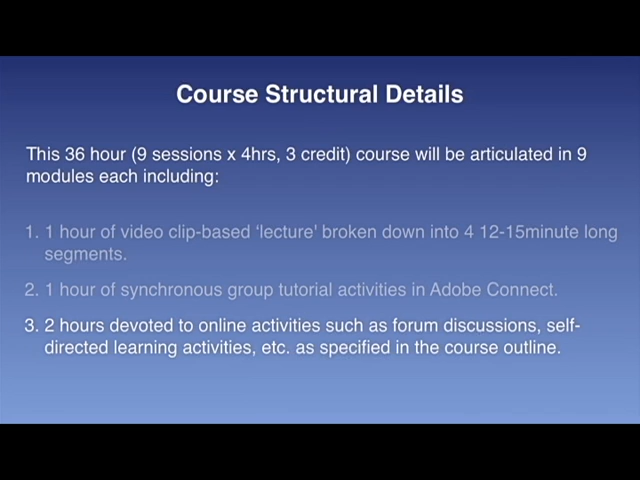 Course Structural Details
This 36 hour (9 sessions x 4hrs, 3 credit) course will be articulated in 9
modules each including:
1. 1 hour of video clip-based ‘lecture' broken down into 4 12-15minute long
segments.
2. 1 hour of synchronous group tutorial activities in Adobe Connect.
3. 2 hours devoted to online activities such as forum discussions, self-
directed learning activities, etc. as specified in the course outline.